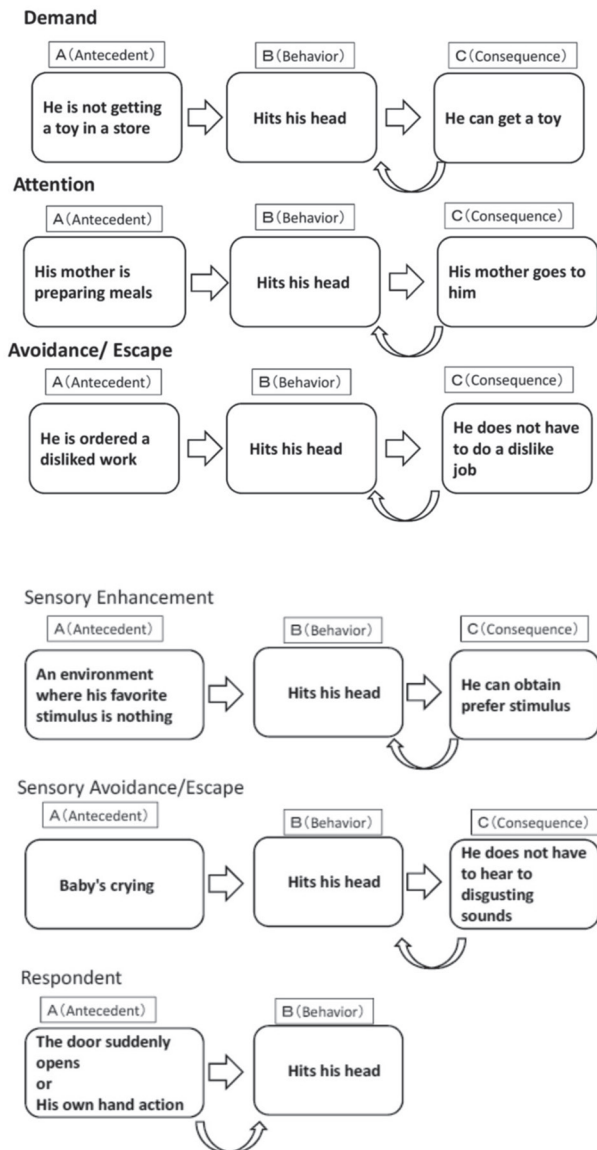 Demand
A(Antecedent)
B(Behavior)
C(Consequence)
He is not getting
a toy in a store
Hits his head
He can get a toy
Attention
A(Antecedent)
B(Behavior)
C(Consequence)
His mother is
preparing meals
Hits his head
His mother goes to
him
Avoidance/ Escape
A(Antecedent)
B(Behavior)
C(Consequence)
He is ordered a
disliked work
Hits his head
He does not have
to do a dislike
job
Sensory Enhancement
A(Antecedent)
B(Behavior)
C(Consequence)
An environment
where his favorite
stimulus is nothing
Hits his head
He can obtain
prefer stimulus
Sensory Avoidance/Escape
A(Antecedent)
B(Behavior)
C(Consequence)
Baby's crying
Hits his head
He does not have
to hear to
disgusting
sounds
Respondent
A(Antecedent)
B(Behavior)
The door suddenly
opens
or
His own hand action
Hits his head